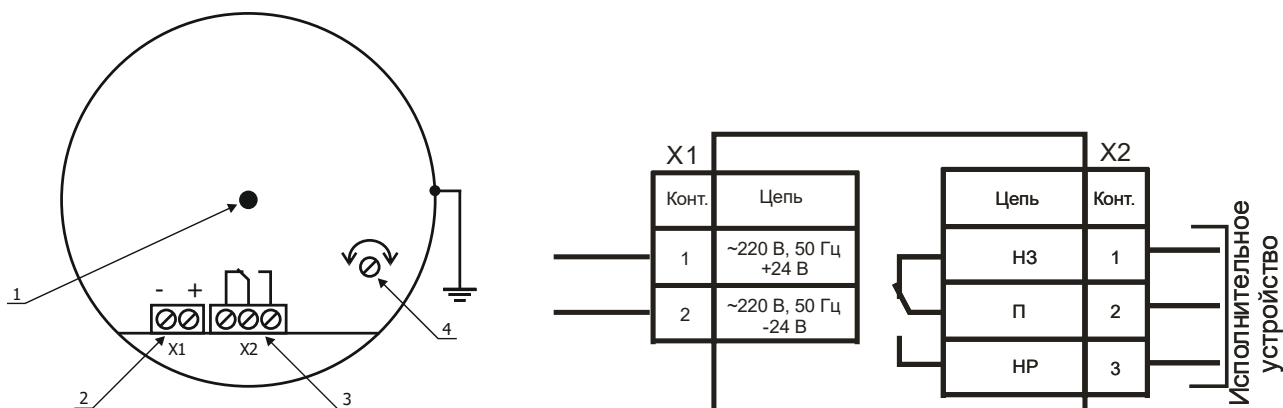 1
- +
X1
X2
2
3
4
X1
Конт.
Цепь
1
~220 В, 50 Гц
+24 В
2
~220 В, 50 Гц
-24 В
X2
Цепь
Конт.
НЗ
1
П
2
НР
3
Исполнительное
устройство